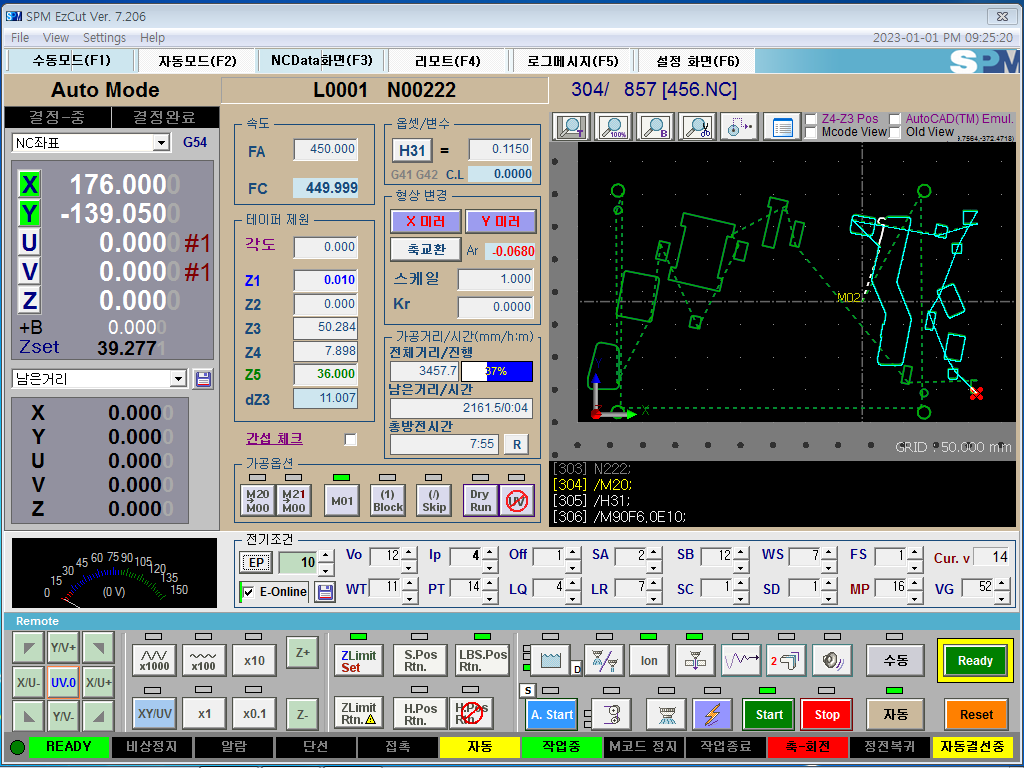 SPM EzCut Ver. 7.206
File View Settings Help 2023-01-01 PM 09:25:20
수동모드(F1) 자동모드(F2) NCData화면(F3) 리모트(F4) 로그메시지(F5) 설정 화면(F6) SPM
Auto Mode L0001 N00222 304/ 857 [456.NC]
결정-중 결정완료
NC좌표 G54
X 176.0000
Y -139.0500
U 0.0000 #1
V 0.0000 #1
Z 0.0000
+B 0.0000
Zset 39.2771
남은거리
X 0.0000
Y 0.0000
U 0.0000
V 0.0000
Z 0.0000
속도
FA 450.000
FC 449.999
테이퍼 제원
각도 0.000
Z1 0.010
Z2 0.000
Z3 50.284
Z4 7.898
Z5 36.000
dZ3 11.007
간섭 체크
옵셋/변수
H31 = 0.1150
G41 G42 C.L 0.0000
형상 변경
X 미러 Y 미러
축교환 Ar -0.0680
스케일 1.000
Kr 0.0000
가공거리/시간(mm/h:m)
전체거리/진행
3457.7 37%
남은거리/시간
2161.5/0:04
총방전시간
7:55 R
가공옵션
M20 M00 M21 M00 M01 (1) Block (/) Skip Dry Run UV
T 100% B
Z4-Z3 Pos AutoCAD(TM) Emul.
Mcode View Old View
9.7564,-372.4718)
M02
X
GRID : 50.000 mm
[303] N222;
[304] /M20;
[305] /H31;
[306] /M90F6.0E10;
0 15 30 45 60 75 90 105 120 135 150
(0 V)
전기조건
EP 10
E-Online
Vo 12 Ip 4 Off 1 SA 2 SB 12 WS 7 FS 1 Cur. v 14
WT 11 PT 14 LQ 4 LR 7 SC 1 SD 1 MP 16 VG 52
Remote
Y/V+
X/U- UV.0 X/U+
Y/V-
x1000 x100 x10 Z+
XY/UV x1 x0.1 Z-
ZLimit Set S.Pos Rtn. LBS.Pos Rtn.
ZLimit Rtn. H.Pos Rtn. H.Pos Rtn.
D Ion 2 수동 Ready
S A. Start Start Stop 자동 Reset
READY 비상정지 알람 단선 접촉 자동 작업중 M코드 정지 작업종료 축-회전 정전복귀 자동결선중